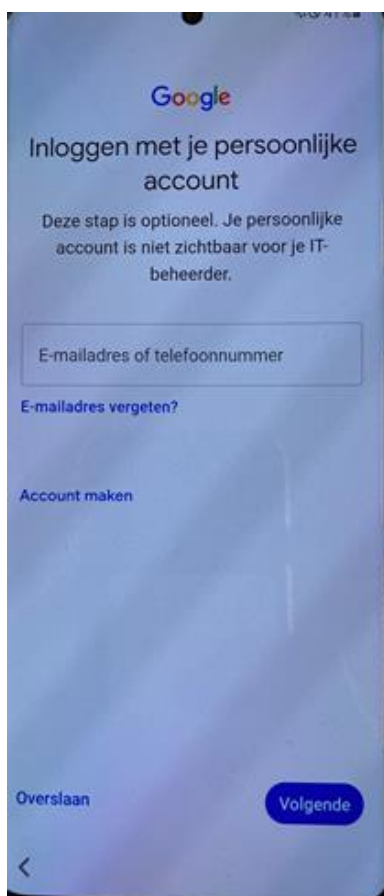 Google
Inloggen met je persoonlijke
account
Deze stap is optioneel. Je persoonlijke
account is niet zichtbaar voor je IT-
beheerder.
E-mailadres of telefoonnummer
E-mailadres vergeten?
Account maken
Overslaan
Volgende